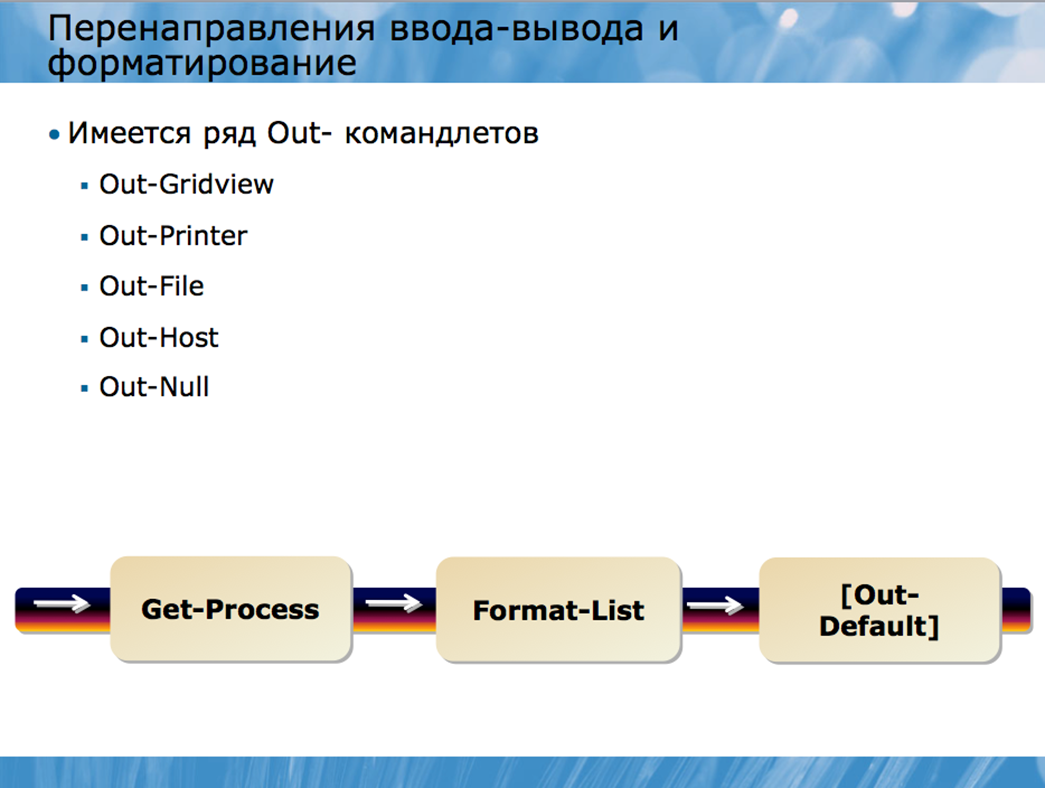 Перенаправления ввода-вывода и
форматирование
Имеется ряд Out- командлетов
Out-Gridview
Out-Printer
Out-File
Out-Host
Out-Null
Get-Process
Format-List
[Out-
Default]